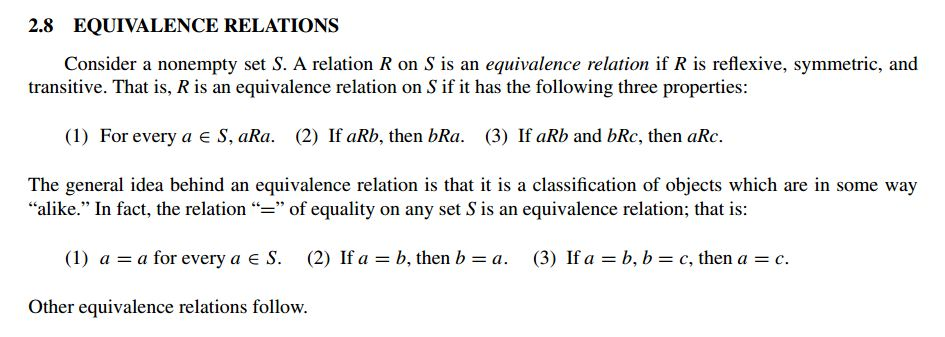 2.8 EQUIVALENCE RELATIONS
Consider a nonempty set S. A relation R on S is an equivalence relation if R is reflexive, symmetric, and
transitive. That is, R is an equivalence relation on S if it has the following three properties:
(1) For every a ∈ S, aRa. (2) If aRb, then bRa. (3) If aRb and bRc, then aRc.
The general idea behind an equivalence relation is that it is a classification of objects which are in some way
“alike.” In fact, the relation “=” of equality on any set S is an equivalence relation; that is:
(1) a = a for every a ∈ S. (2) If a = b, then b = a. (3) If a = b, b = c, then a = c.
Other equivalence relations follow.